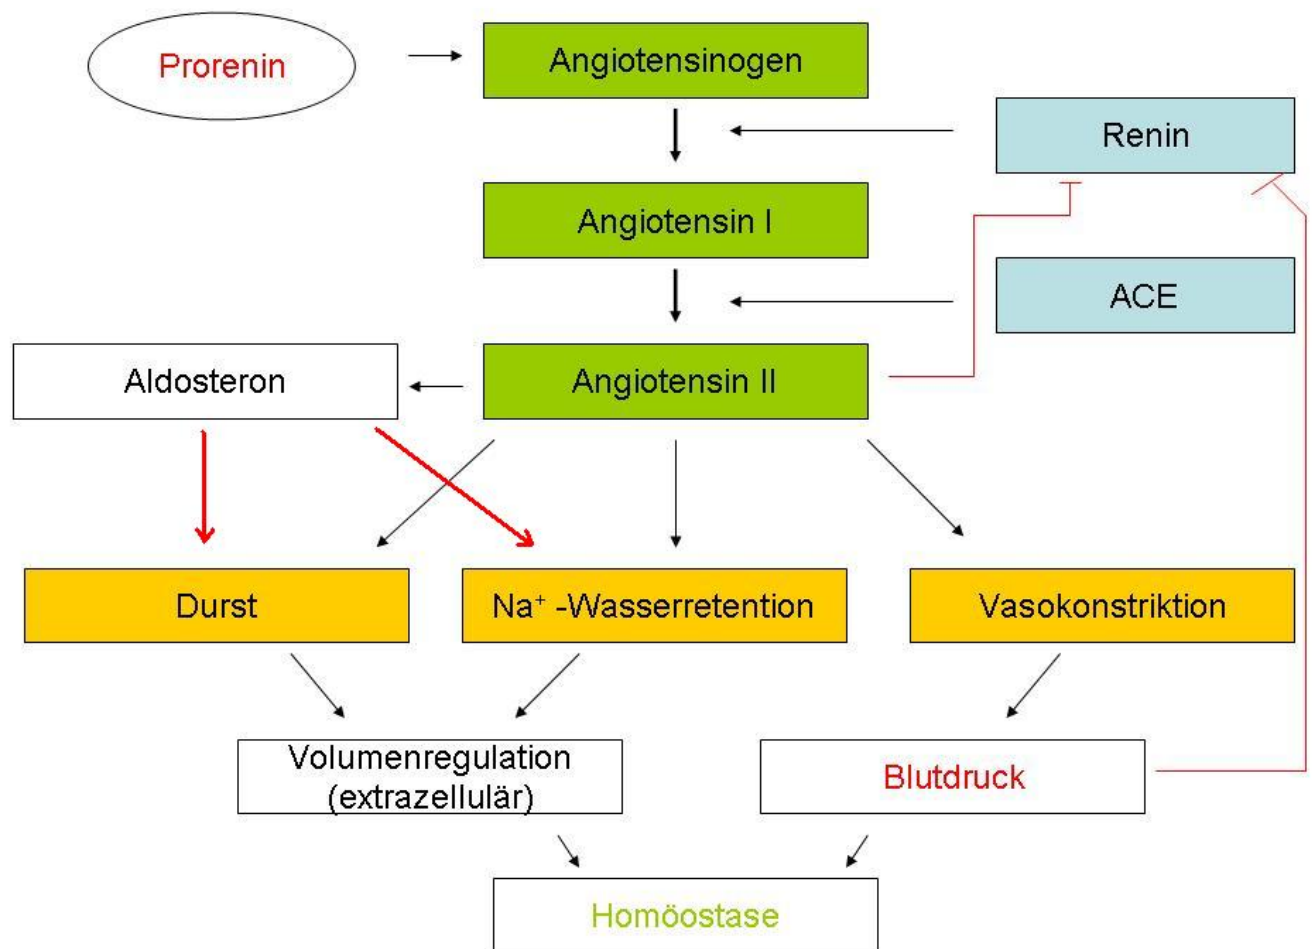 Prorenin
Angiotensinogen
Renin
Angiotensin I
ACE
Aldosteron
Angiotensin II
Durst
Na⁺ -Wasserretention
Vasokonstriktion
Volumenregulation
(extrazellulär)
Blutdruck
Homöostase